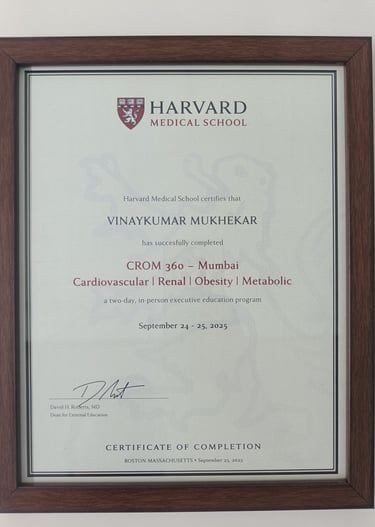 HARVARD
MEDICAL SCHOOL
Harvard Medical School certifies that
VINAYKUMAR MUKHEKAR
has succesfully completed
CROM 360 – Mumbai
Cardiovascular | Renal | Obesity | Metabolic
a two-day, in-person executive education program
September 24 - 25, 2025
David H. Roberts, MD
Dean for External Education
CERTIFICATE OF COMPLETION
BOSTON MASSACHUSETTS • September 25, 2025